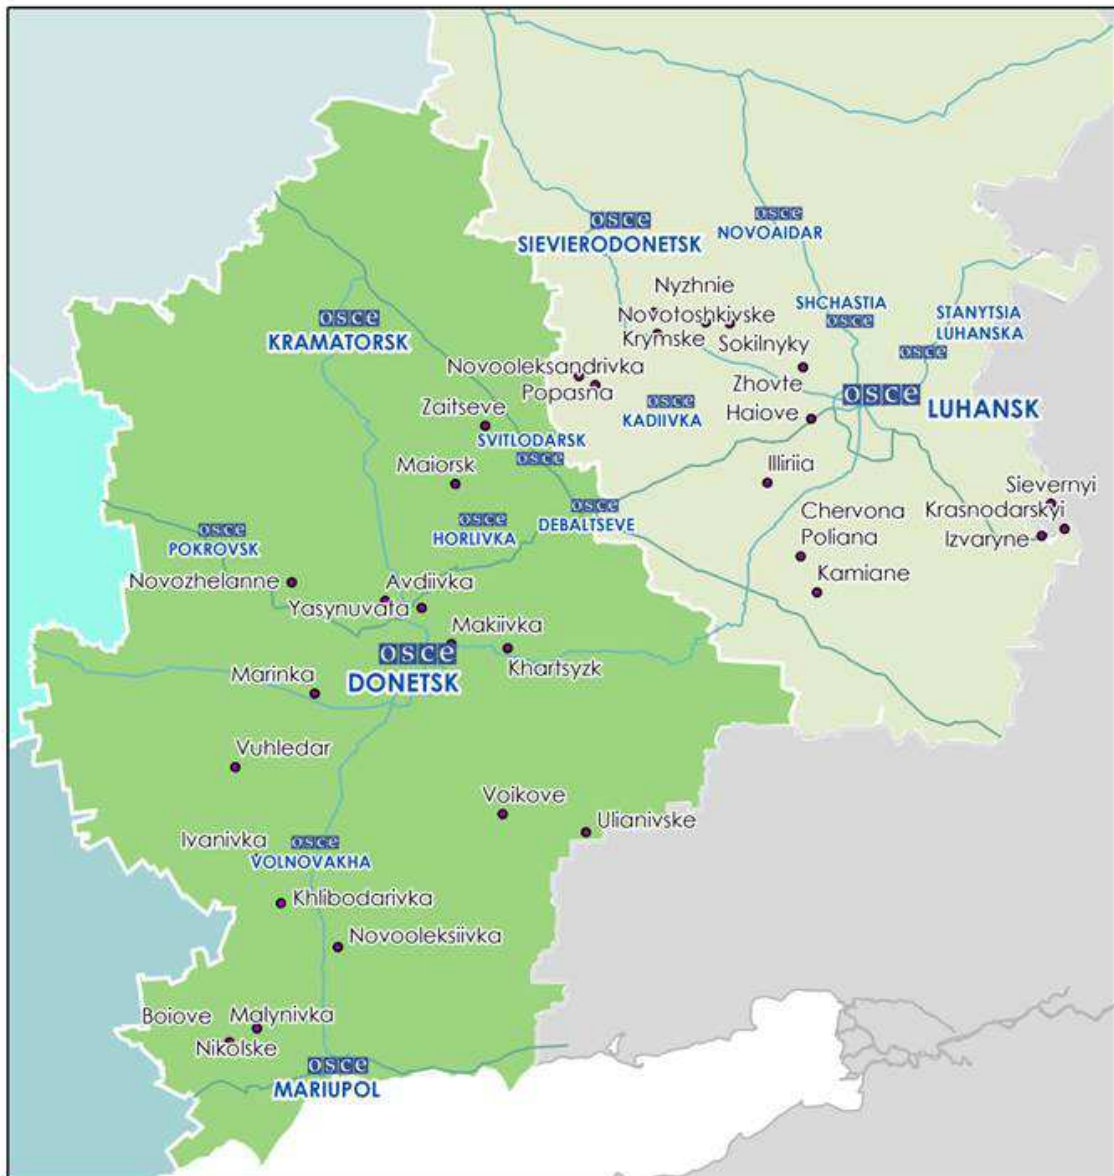 osce
NOVOAIDAR
osce
SIEVIERODONETSK
Nyzhnie
Novotoshkivske
Krymske
Sokilnyky
SHCHASTIA
osce
STANYTSIA
LUHANSKA
osce
osce
KRAMATORSK
Novooleksandrivka
Popasna
Zhovte
Haiove
osce
LUHANSK
osce
KADIIVKA
Zaitseve
SVITLODARSK
osce
Maiorsk
Illiriia
Sievernyi
Krasnodarskyi
Izvaryne
osce
DEBALTSEVE
osce
HORLIVKA
Chervona
Poliana
Kamiane
osce
POKROVSK
Novozhelanne
Avdiivka
Yasynuvata
Makiivka
Khartsyzk
osce
DONETSK
Marinka
Vuhledar
Voikove
Ulianivske
Ivanivka
osce
VOLNOVAKHA
Khlibodarivka
Novooleksiivka
Boiove
Malynivka
Nikolske
osce
MARIUPOL